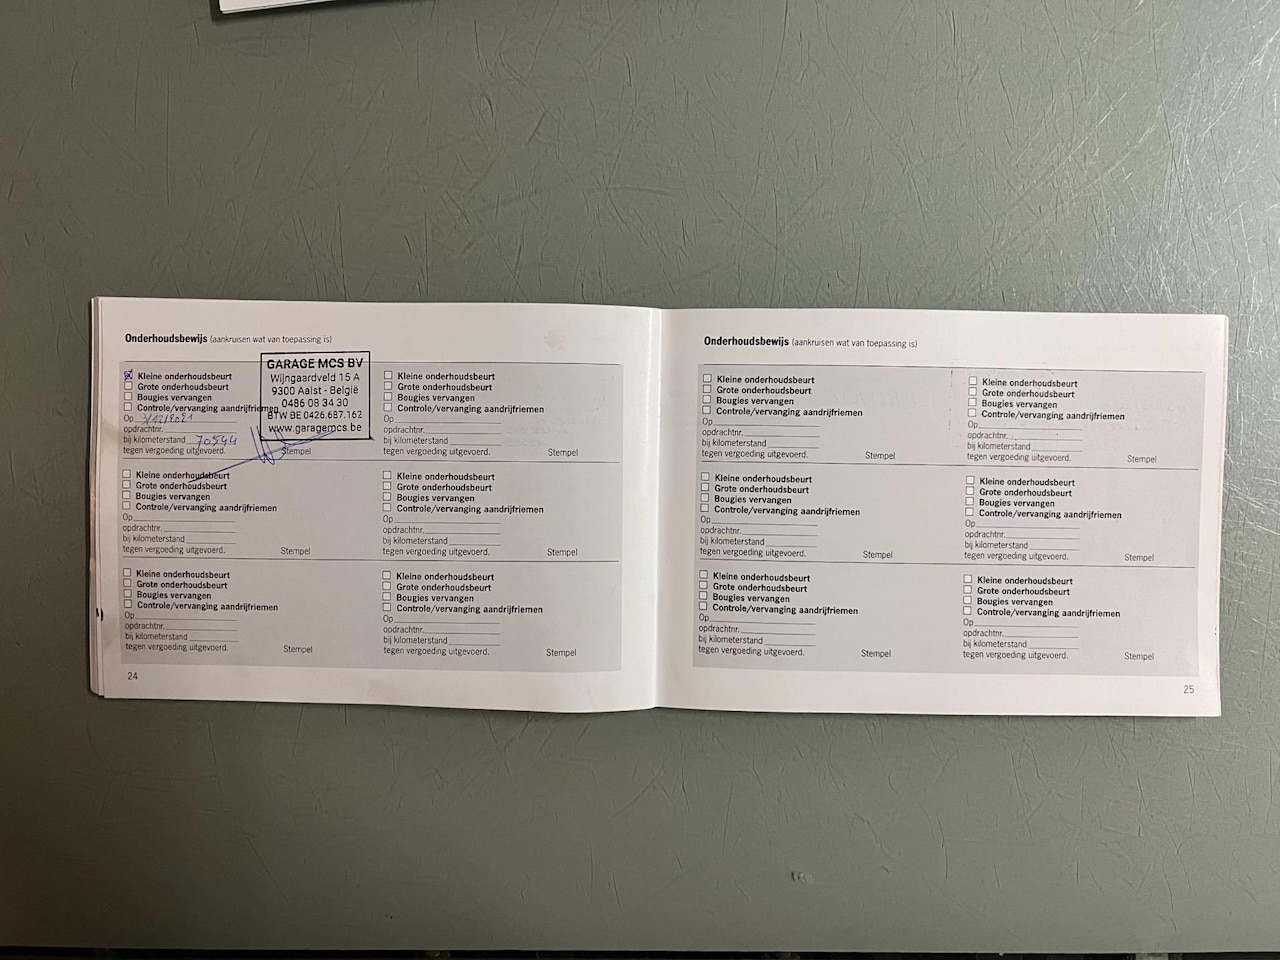 Onderhoudsbewijs (aankruisen wat van toepassing is)
Kleine onderhoudsbeurt
Grote onderhoudsbeurt
Bougies vervangen
Controle/vervanging aandrijfriemen
Op 3/12/2021
opdrachtnr.
bij kilometerstand 70544
tegen vergoeding uitgevoerd.
Stempel
GARAGE MCS BV
Wijngaardveld 15 A
9300 Aalst - België
0486 08 34 30
BTW BE 0426.687.162
www.garagemcs.be
Kleine onderhoudsbeurt
Grote onderhoudsbeurt
Bougies vervangen
Controle/vervanging aandrijfriemen
Op
opdrachtnr.
bij kilometerstand
tegen vergoeding uitgevoerd.
Stempel
Kleine onderhoudsbeurt
Grote onderhoudsbeurt
Bougies vervangen
Controle/vervanging aandrijfriemen
Op
opdrachtnr.
bij kilometerstand
tegen vergoeding uitgevoerd.
Stempel
Kleine onderhoudsbeurt
Grote onderhoudsbeurt
Bougies vervangen
Controle/vervanging aandrijfriemen
Op
opdrachtnr.
bij kilometerstand
tegen vergoeding uitgevoerd.
Stempel
Kleine onderhoudsbeurt
Grote onderhoudsbeurt
Bougies vervangen
Controle/vervanging aandrijfriemen
Op
opdrachtnr.
bij kilometerstand
tegen vergoeding uitgevoerd.
Stempel
Kleine onderhoudsbeurt
Grote onderhoudsbeurt
Bougies vervangen
Controle/vervanging aandrijfriemen
Op
opdrachtnr.
bij kilometerstand
tegen vergoeding uitgevoerd.
Stempel
24
Onderhoudsbewijs (aankruisen wat van toepassing is)
Kleine onderhoudsbeurt
Grote onderhoudsbeurt
Bougies vervangen
Controle/vervanging aandrijfriemen
Op
opdrachtnr.
bij kilometerstand
tegen vergoeding uitgevoerd.
Stempel
Kleine onderhoudsbeurt
Grote onderhoudsbeurt
Bougies vervangen
Controle/vervanging aandrijfriemen
Op
opdrachtnr.
bij kilometerstand
tegen vergoeding uitgevoerd.
Stempel
Kleine onderhoudsbeurt
Grote onderhoudsbeurt
Bougies vervangen
Controle/vervanging aandrijfriemen
Op
opdrachtnr.
bij kilometerstand
tegen vergoeding uitgevoerd.
Stempel
Kleine onderhoudsbeurt
Grote onderhoudsbeurt
Bougies vervangen
Controle/vervanging aandrijfriemen
Op
opdrachtnr.
bij kilometerstand
tegen vergoeding uitgevoerd.
Stempel
Kleine onderhoudsbeurt
Grote onderhoudsbeurt
Bougies vervangen
Controle/vervanging aandrijfriemen
Op
opdrachtnr.
bij kilometerstand
tegen vergoeding uitgevoerd.
Stempel
Kleine onderhoudsbeurt
Grote onderhoudsbeurt
Bougies vervangen
Controle/vervanging aandrijfriemen
Op
opdrachtnr.
bij kilometerstand
tegen vergoeding uitgevoerd.
Stempel
25